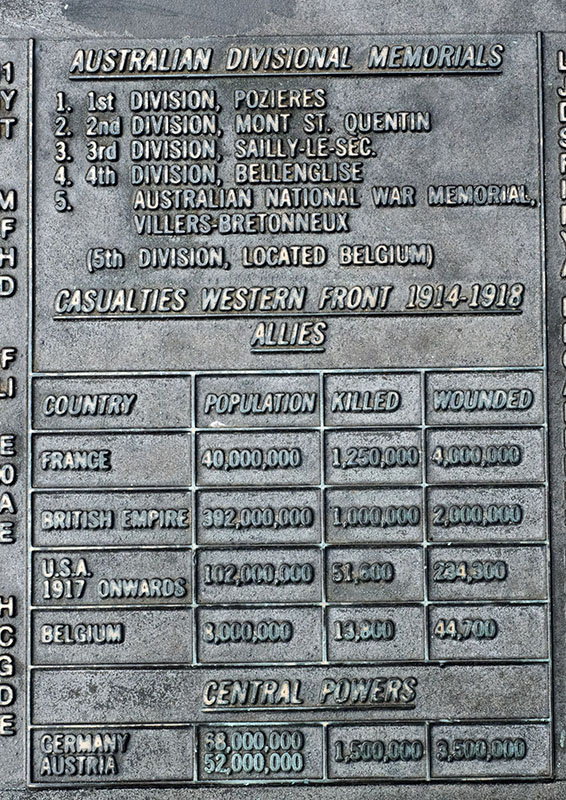 AUSTRALIAN DIVISIONAL MEMORIALS
1. 1st DIVISION, POZIERES
2. 2nd DIVISION, MONT ST. QUENTIN
3. 3rd DIVISION, SAILLY-LE-SEC.
4. 4th DIVISION, BELLENGLISE
5. AUSTRALIAN NATIONAL WAR MEMORIAL,
VILLERS-BRETONNEUX
(5th DIVISION, LOCATED BELGIUM)
CASUALTIES WESTERN FRONT 1914-1918
ALLIES
COUNTRY POPULATION KILLED WOUNDED
FRANCE 40,000,000 1,250,000 4,000,000
BRITISH EMPIRE 392,000,000 1,000,000 2,000,000
U.S.A.
1917 ONWARDS 102,000,000 51,800 234,300
BELGIUM 8,000,000 13,800 44,700
CENTRAL POWERS
GERMANY 68,000,000
AUSTRIA 52,000,000 1,500,000 3,500,000